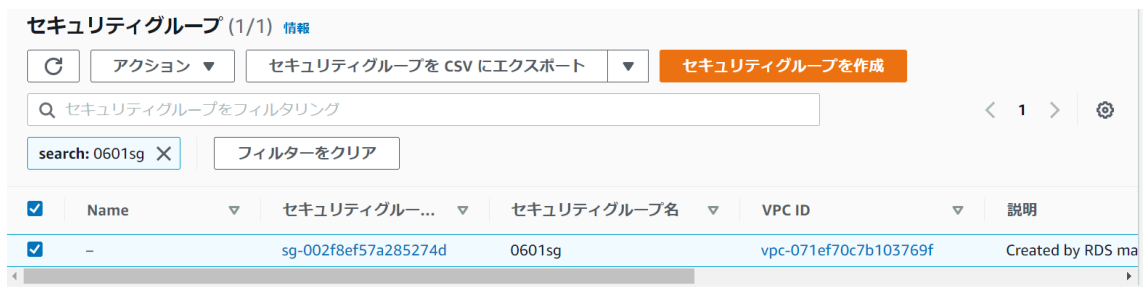 セキュリティグループ (1/1) 情報
アクション ▼ セキュリティグループを CSV にエクスポート ▼ セキュリティグループを作成
セキュリティグループをフィルタリング 1
search: 0601sg フィルターをクリア
Name セキュリティグルー... セキュリティグループ名 VPC ID 説明
– sg-002f8ef57a285274d 0601sg vpc-071ef70c7b103769f Created by RDS ma